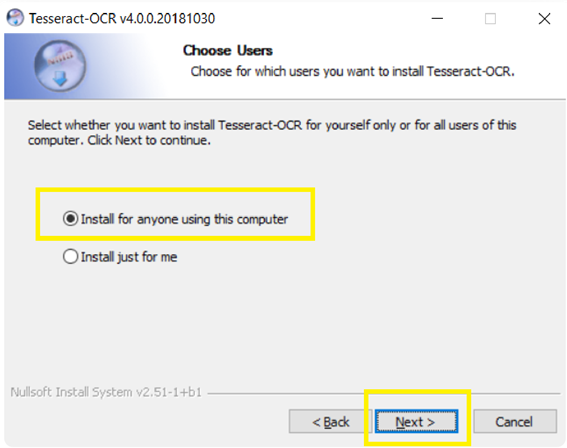 Tesseract-OCR v4.0.0.20181030
Choose Users
Choose for which users you want to install Tesseract-OCR.
Select whether you want to install Tesseract-OCR for yourself only or for all users of this
computer. Click Next to continue.
Install for anyone using this computer
Install just for me
Nullsoft Install System v2.51-1+b1
< Back Next > Cancel